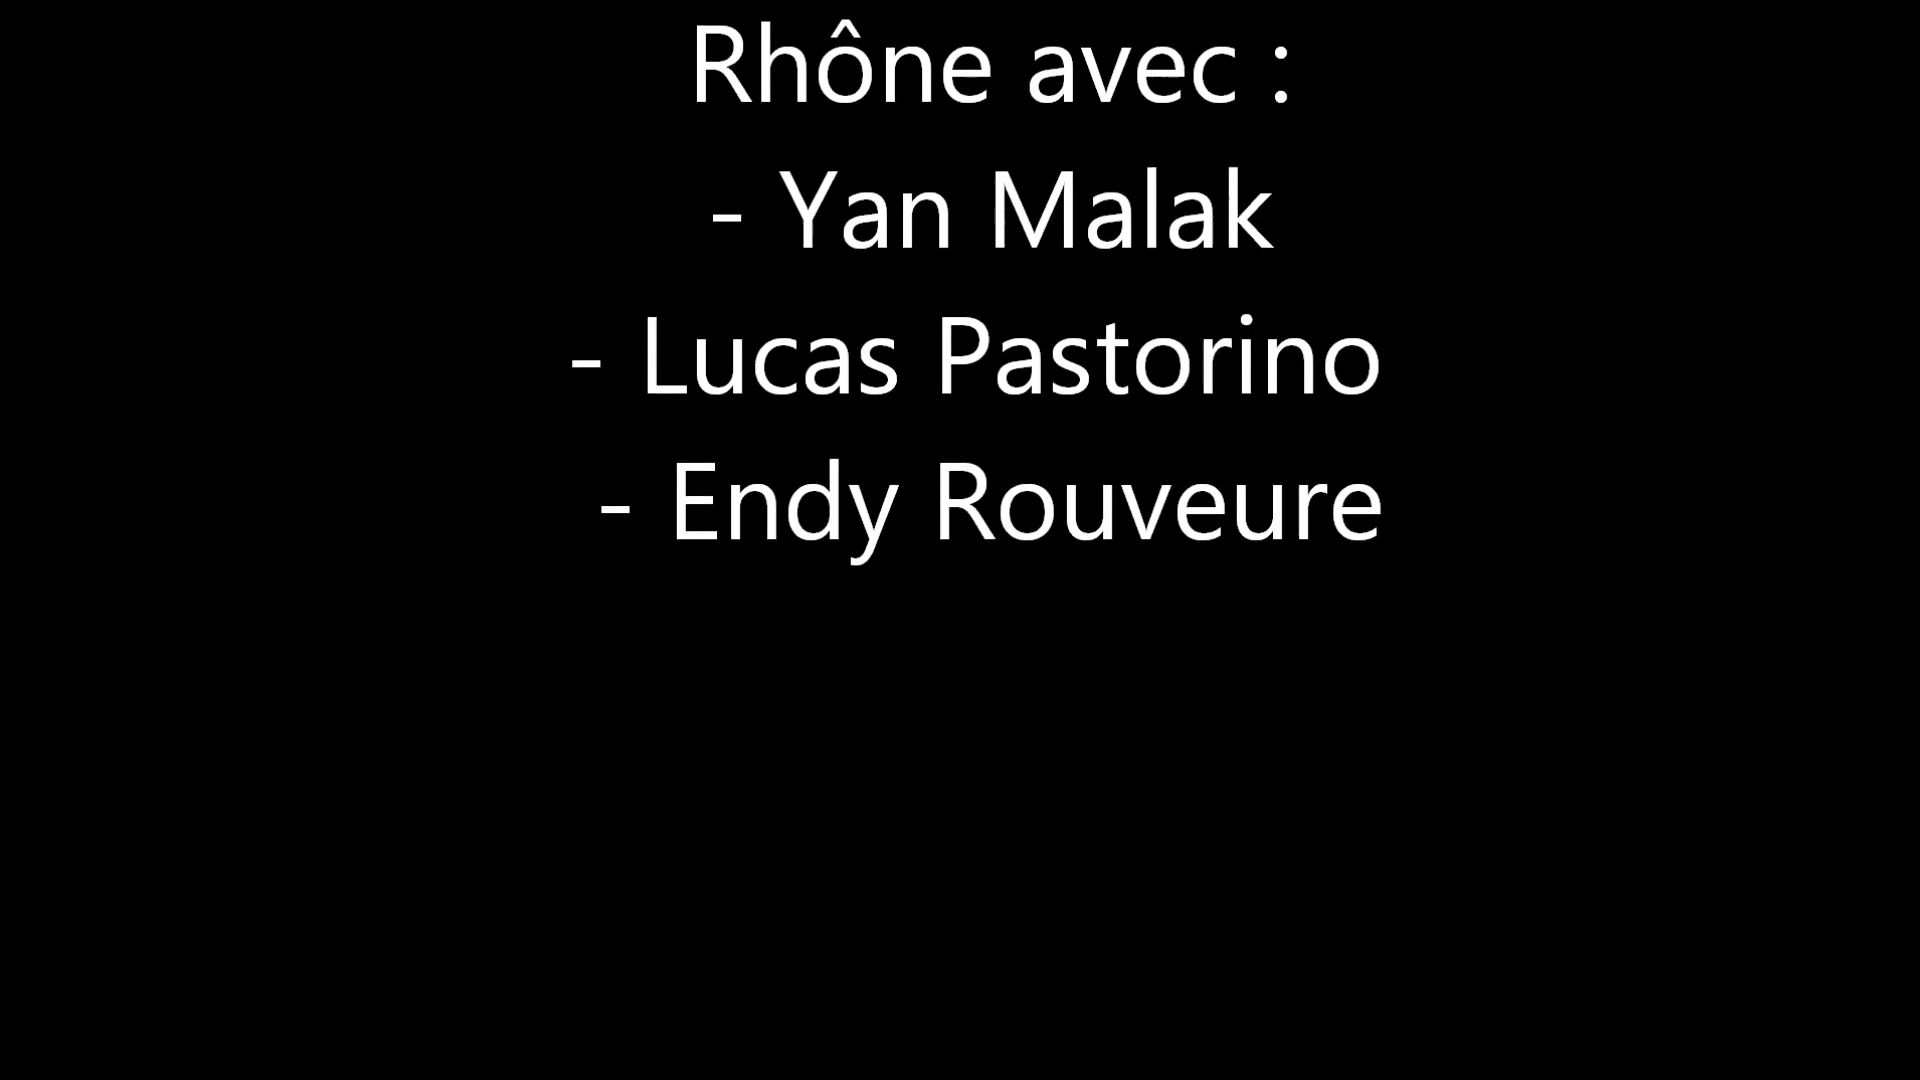 Rhône avec :
- Yan Malak
- Lucas Pastorino
- Endy Rouveure